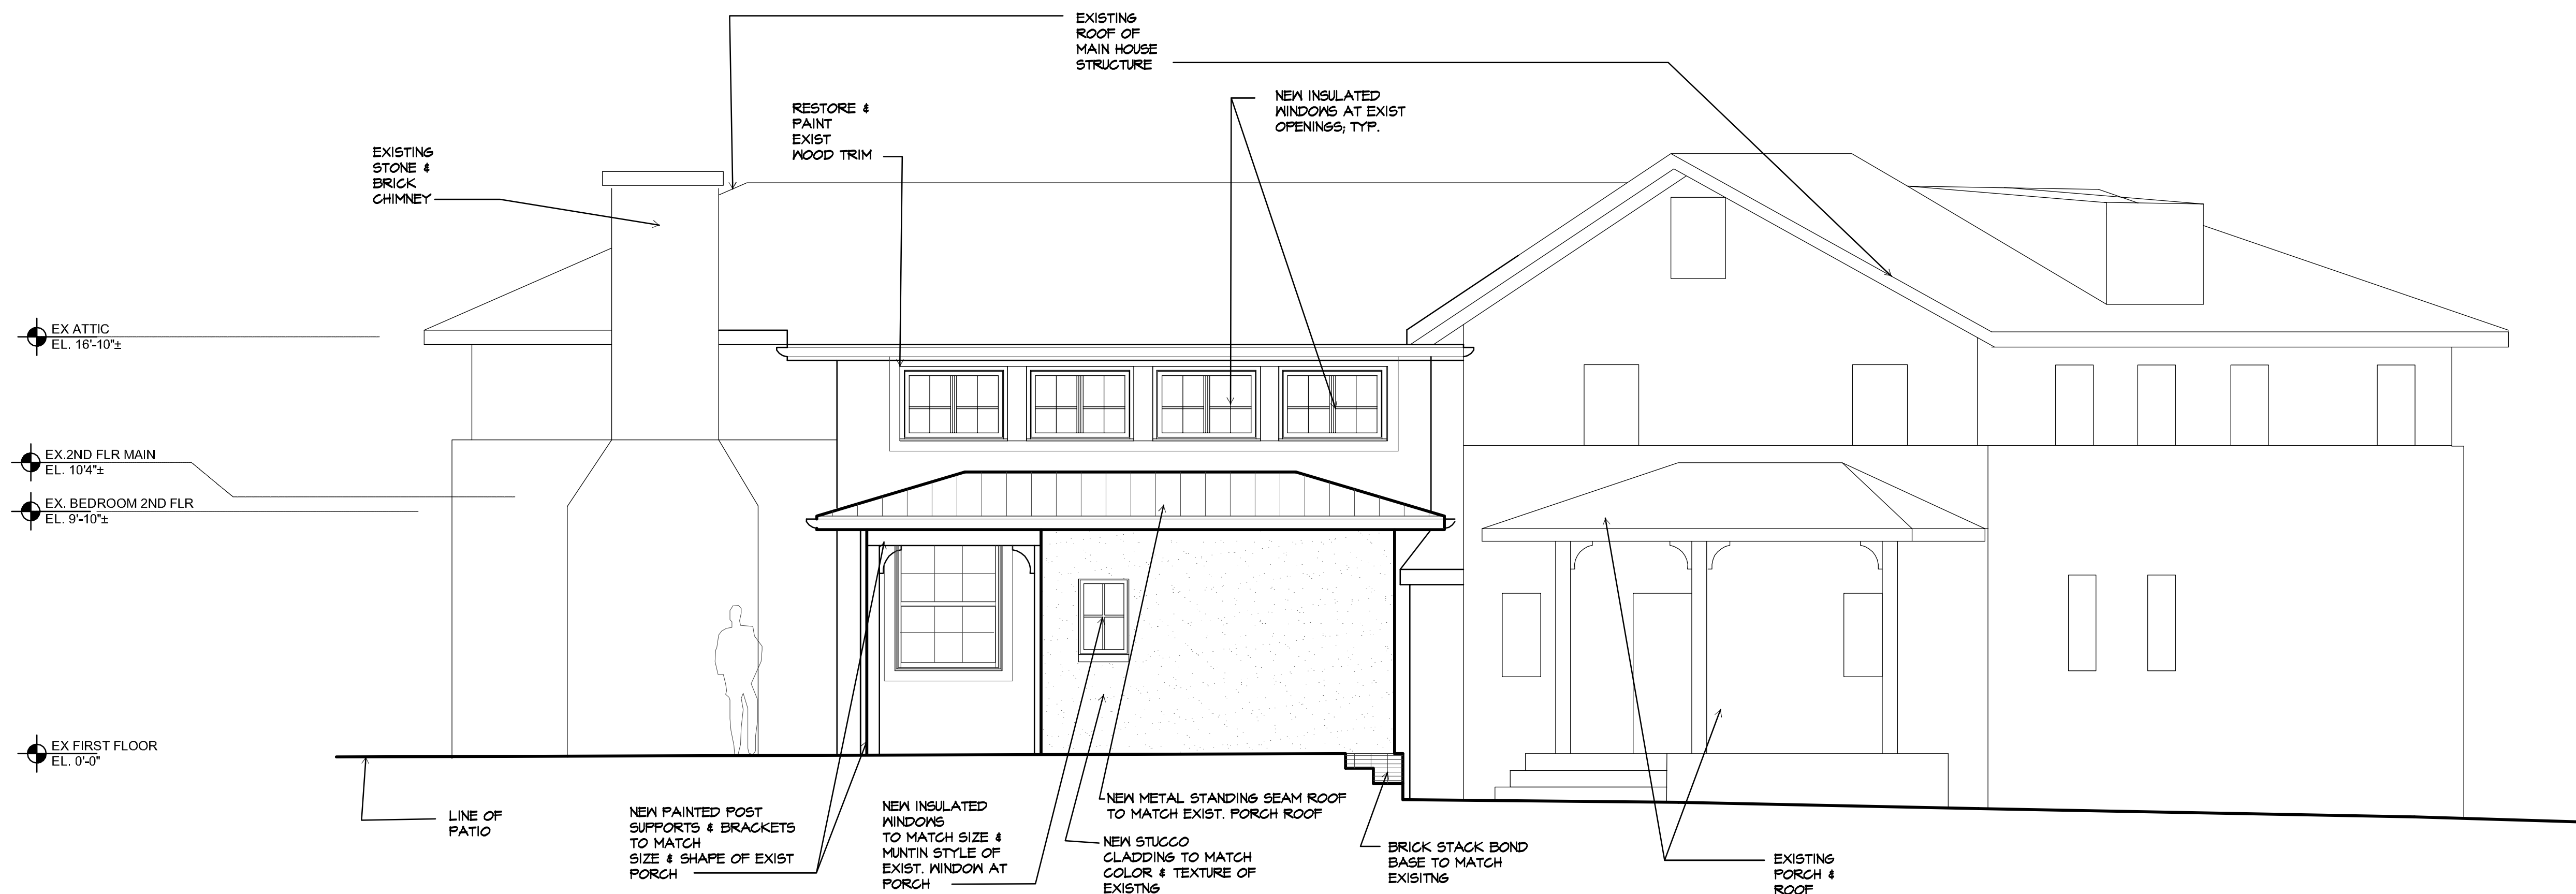 EXISTING
ROOF OF
MAIN HOUSE
STRUCTURE
RESTORE &
PAINT
EXIST
WOOD TRIM
NEW INSULATED
WINDOWS AT EXIST
OPENINGS; TYP.
EXISTING
STONE &
BRICK
CHIMNEY
EX ATTIC
EL. 16'-10"±
EX.2ND FLR MAIN
EL. 10'4"±
EX. BEDROOM 2ND FLR
EL. 9'-10"±
EX FIRST FLOOR
EL. 0'-0"
LINE OF
PATIO
NEW PAINTED POST
SUPPORTS & BRACKETS
TO MATCH
SIZE & SHAPE OF EXIST
PORCH
NEW INSULATED
WINDOWS
TO MATCH SIZE &
MUNTIN STYLE OF
EXIST. WINDOW AT
PORCH
NEW METAL STANDING SEAM ROOF
TO MATCH EXIST. PORCH ROOF
NEW STUCCO
CLADDING TO MATCH
COLOR & TEXTURE OF
EXISTNG
BRICK STACK BOND
BASE TO MATCH
EXISITNG
EXISTING
PORCH &
ROOF